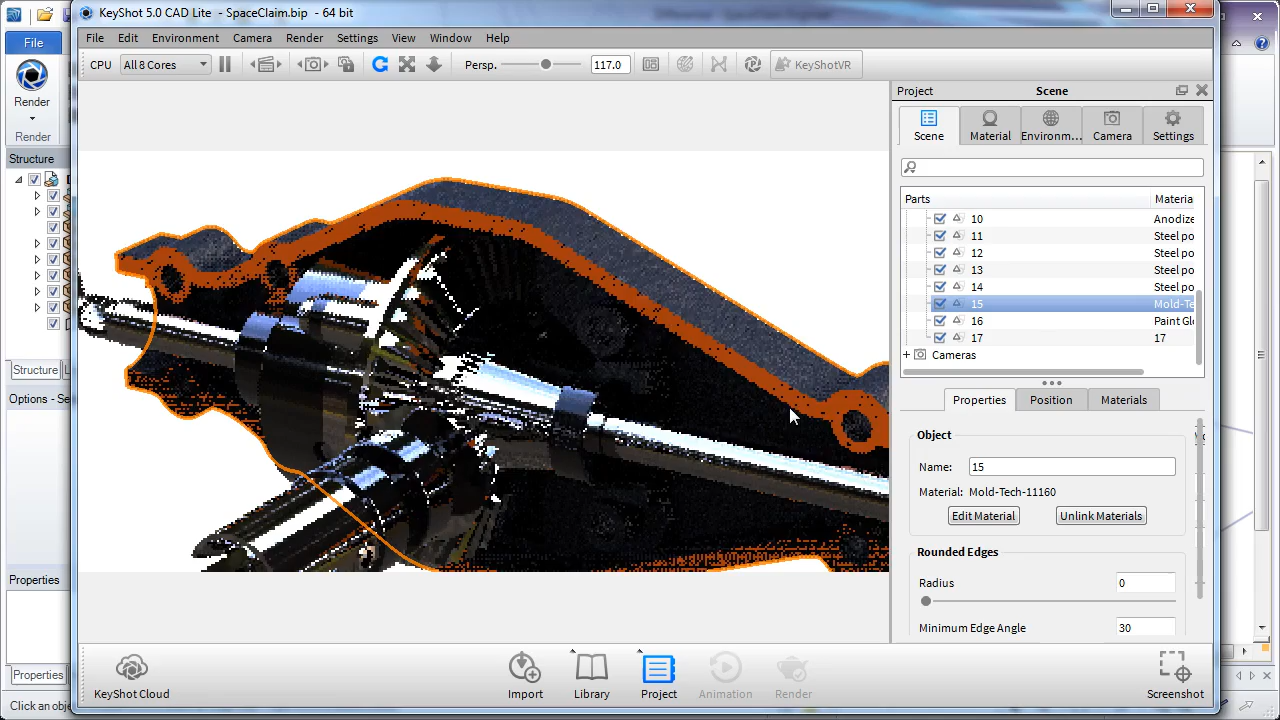 KeyShot 5.0 CAD Lite - SpaceClaim.bip - 64 bit
File
Edit
Environment
Camera
Render
Settings
View
Window
Help
CPU
All 8 Cores
Persp.
117.0
KeyShotVR
File
Render
Render
Structure
Structure
Options - Se
Properties
Properties
Click an obje
Project
Scene
Scene
Material
Environm...
Camera
Settings
Parts
Materia
10
Anodize
11
Steel po
12
Steel po
13
Steel po
14
Steel po
15
Mold-Te
16
Paint Gl
17
17
Cameras
Properties
Position
Materials
Object
Name:
15
Material: Mold-Tech-11160
Edit Material
Unlink Materials
Rounded Edges
Radius
0
Minimum Edge Angle
30
KeyShot Cloud
Import
Library
Project
Animation
Render
Screenshot